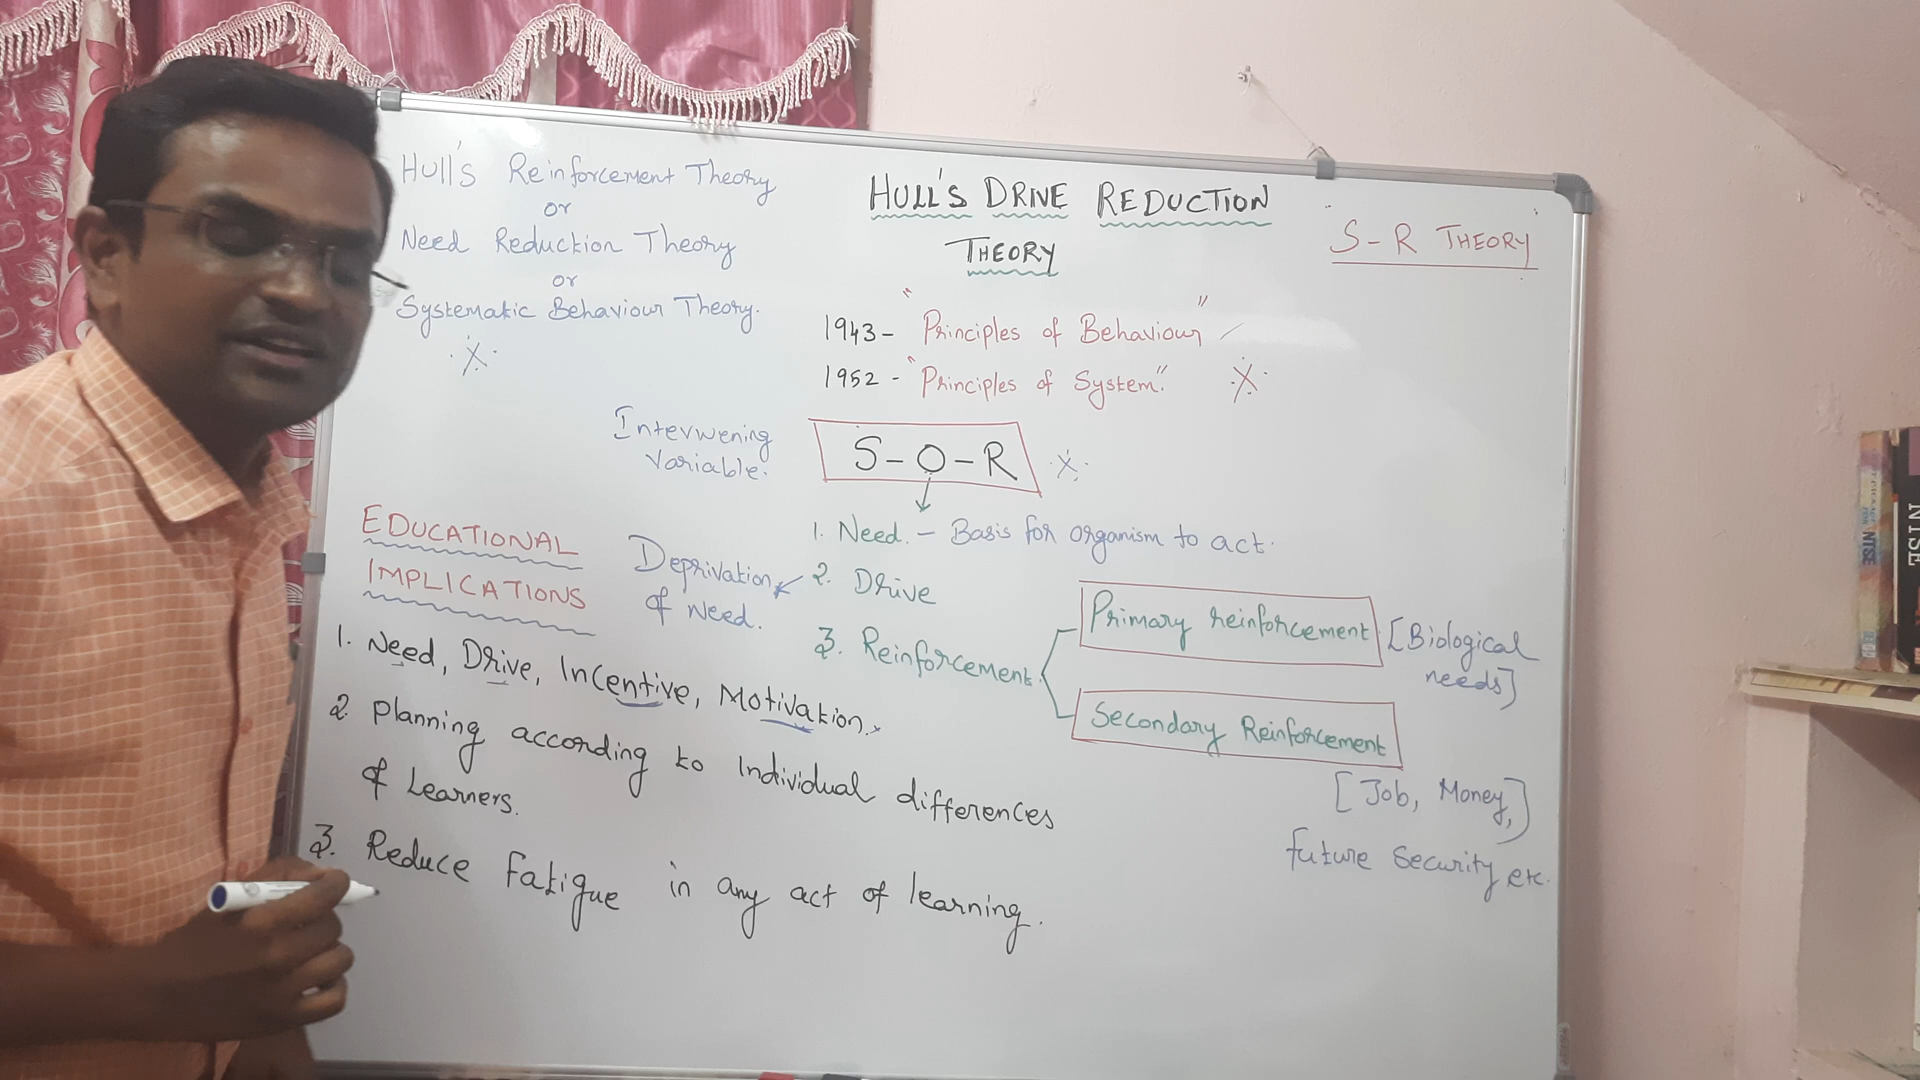 Hull's Reinforcement Theory
or
Need Reduction Theory
or
Systematic Behaviour Theory.
HULL'S DRIVE REDUCTION
THEORY
S-R THEORY
1943- "Principles of Behaviour"
1952 - "Principles of System"
Intervwening
Variable.
S-O-R
1. Need. - Basis for organism to act.
2. Drive
Deprivation
of Need.
3. Reinforcement
Primary reinforcement
[Biological
needs]
Secondary Reinforcement
[Job, Money,]
future Security etc.
EDUCATIONAL
IMPLICATIONS
1. Need, Drive, Incentive, Motivation.
2. Planning according to Individual differences
of Learners.
3. Reduce Fatigue in any act of learning.
NTSE
NTSE